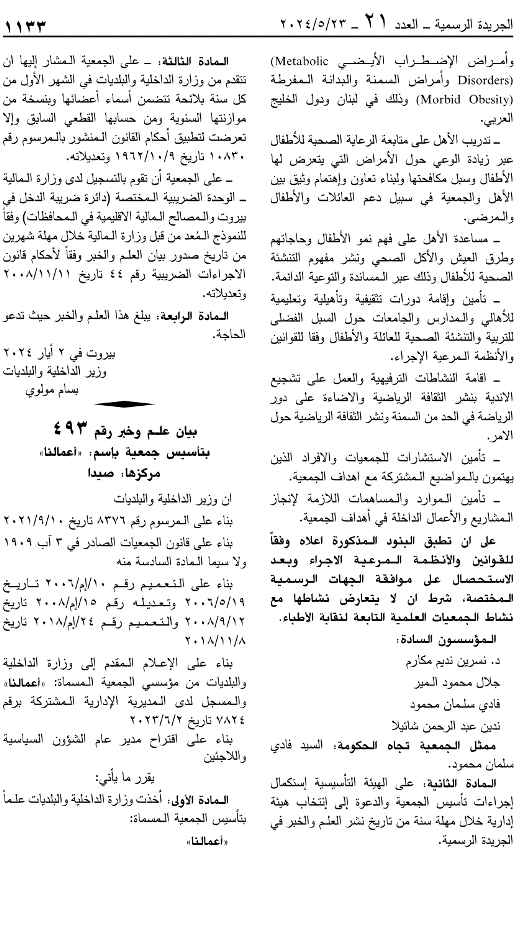 الجريدة الرسمية ــ العدد ٢١ ــ ٢٠٢٤/٥/٢٣
١١٣٣
وأمـراض الإضـطـراب الأيـضـي Metabolic)
(Disorders وأمراض السمنة والبدانة المفرطة
(Morbid Obesity) وذلك في لبنان ودول الخليج
العربي.
ــ تدريب الأهل على متابعة الرعاية الصحية للأطفال
عبر زيادة الوعي حول الأمراض التي يتعرض لها
الأطفال وسبل مكافحتها ولبناء تعاون وإهتمام وثيق بين
الأهل والجمعية في سبيل دعم العائلات والأطفال
والمرضى.
ــ مساعدة الأهل على فهم نمو الأطفال وحاجاتهم
وطرق العيش والأكل الصحي ونشر مفهوم التنشئة
الصحية للأطفال وذلك عبر المساندة والتوعية الدائمة.
ــ تأمين وإقامة دورات تثقيفية وتأهيلية وتعليمية
للأهالي والمدارس والجامعات حول السبل الفضلى
للتربية والتنشئة الصحية للعائلة والأطفال وفقا للقوانين
والأنظمة المرعية الإجراء.
ــ اقامة النشاطات الترفيهية والعمل على تشجيع
الاندية بنشر الثقافة الرياضية والاضاءة على دور
الرياضة في الحد من السمنة ونشر الثقافة الرياضية حول
الامر.
ــ تأمين الاستشارات للجمعيات والافراد الذين
يهتمون بالمواضيع المشتركة مع اهداف الجمعية.
ــ تأمين الموارد والمساهمات اللازمة لإنجاز
المشاريع والأعمال الداخلة في أهداف الجمعية.
على ان تطبق البنود المذكورة اعلاه وفقاً
للقوانين والأنظمة المرعية الاجراء وبعد
الاستحصال على موافقة الجهات الرسمية
المختصة، شرط ان لا يتعارض نشاطها مع
نشاط الجمعيات العلمية التابعة لنقابة الأطباء.
المؤسسون السادة:
د. نسرين نديم مكارم
جلال محمود المير
فادي سلمان محمود
ندين عبد الرحمن شاتيلا
ممثل الجمعية تجاه الحكومة: السيد فادي
سلمان محمود.
المادة الثانية: على الهيئة التأسيسية إستكمال
إجراءات تأسيس الجمعية والدعوة إلى إنتخاب هيئة
إدارية خلال مهلة سنة من تاريخ نشر العلم والخبر في
الجريدة الرسمية.
المادة الثالثة: ــ على الجمعية المشار إليها ان
تتقدم من وزارة الداخلية والبلديات في الشهر الأول من
كل سنة بلائحة تتضمن أسماء أعضائها وبنسخة من
موازنتها السنوية ومن حسابها القطعي السابق وإلا
تعرضت لتطبيق أحكام القانون المنشور بالمرسوم رقم
١٠٨٣٠ تاريخ ١٩٦٢/١٠/٩ وتعديلاته.
ــ على الجمعية أن تقوم بالتسجيل لدى وزارة المالية
ــ الوحدة الضريبية المختصة (دائرة ضريبة الدخل في
بيروت والمصالح المالية الاقليمية في المحافظات) وفقاً
للنموذج المُعد من قبل وزارة المالية خلال مهلة شهرين
من تاريخ صدور بيان العلم والخبر وفقاً لأحكام قانون
الاجراءات الضريبية رقم ٤٤ تاريخ ٢٠٠٨/١١/١١
وتعديلاته.
المادة الرابعة: يبلغ هذا العلم والخبر حيث تدعو
الحاجة.
بيروت في ٢ أيار ٢٠٢٤
وزير الداخلية والبلديات
بسام مولوي
بيان علم وخبر رقم ٤٩٣
بتأسيس جمعية بإسم: «أعمالنا»
مركزها: صيدا
ان وزير الداخلية والبلديات
بناء على المرسوم رقم ٨٣٧٦ تاريخ ٢٠٢١/٩/١٠
بناء على قانون الجمعيات الصادر في ٣ آب ١٩٠٩
ولا سيما المادة السادسة منه
بناء على التعميم رقم ١٠/إم/٢٠٠٦ تاريخ
٢٠٠٦/٥/١٩ وتعديله رقم ١٥/إم/٢٠٠٨ تاريخ
٢٠٠٨/٩/١٢ والتعميم رقم ٢٤/إم/٢٠١٨ تاريخ
٢٠١٨/١١/٨
بناء على الإعلام المقدم إلى وزارة الداخلية
والبلديات من مؤسسي الجمعية المسماة: «أعمالنا»
والمسجل لدى المديرية الإدارية المشتركة برقم
٧٨٢٤ تاريخ ٢٠٢٣/٦/٢
بناء على اقتراح مدير عام الشؤون السياسية
واللاجئين
يقرر ما يأتي:
المادة الأولى: أخذت وزارة الداخلية والبلديات علماً
بتأسيس الجمعية المسماة:
«أعمالنا»